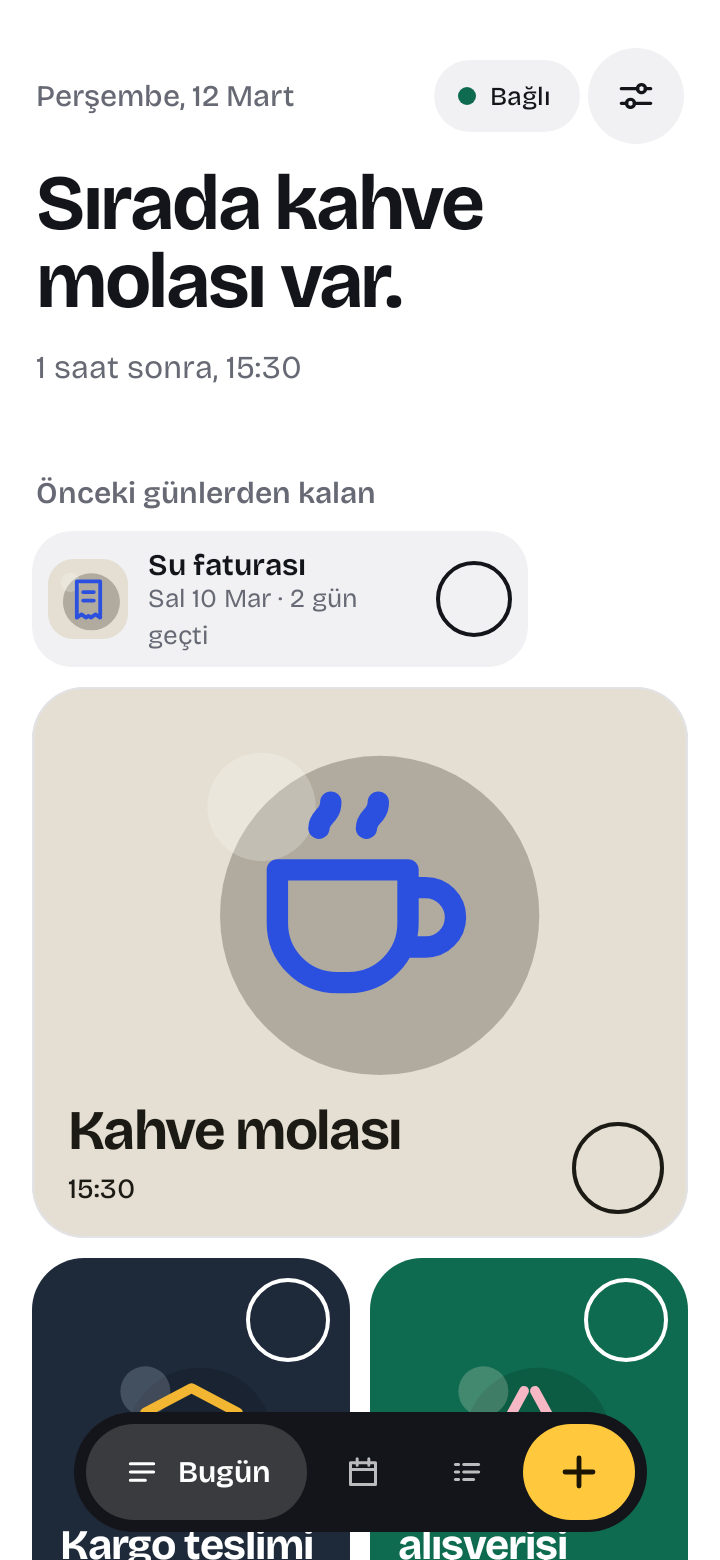 Perşembe, 12 Mart
Bağlı
Sırada kahve
molası var.
1 saat sonra, 15:30
Önceki günlerden kalan
Su faturası
Sal 10 Mar · 2 gün
geçti
Kahve molası
15:30
Bugün
Kargo teslimi
alışverişi